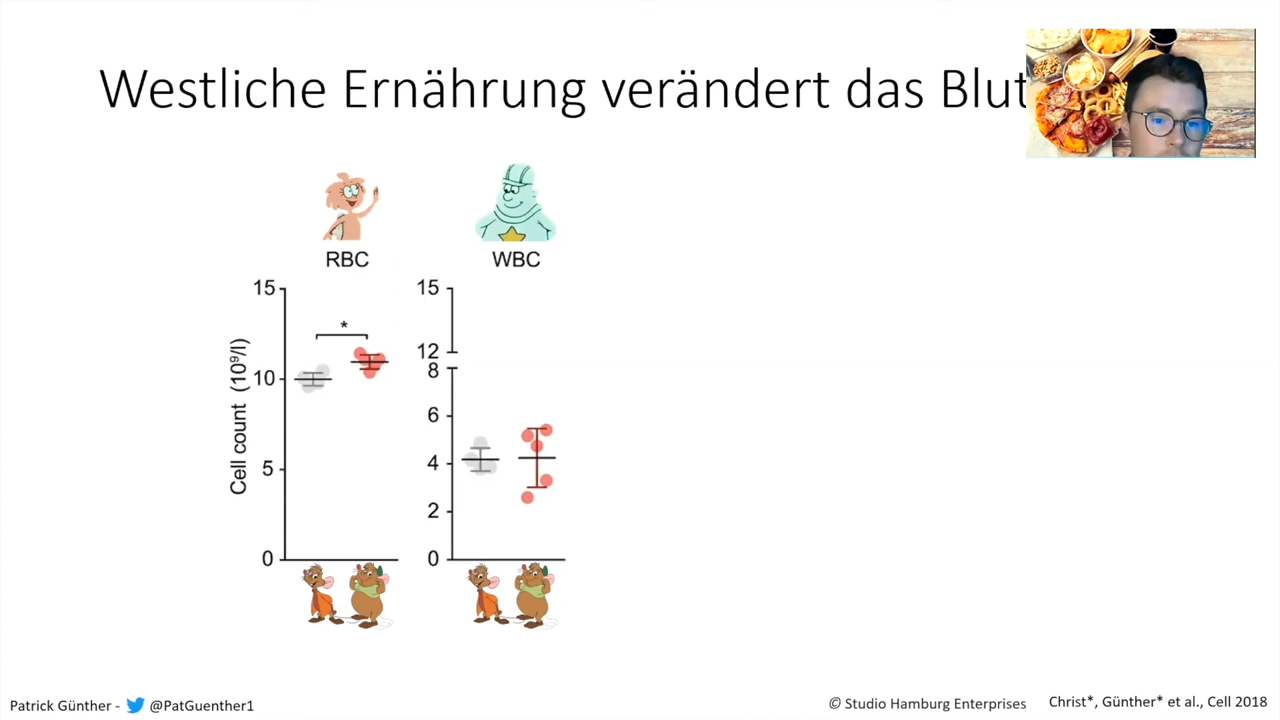 Westliche Ernährung verändert das Blut
RBC
WBC
Cell count (10⁹/l)
15
10
5
0
*
15
12
8
6
4
2
0
Patrick Günther - @PatGuenther1
© Studio Hamburg Enterprises
Christ*, Günther* et al., Cell 2018